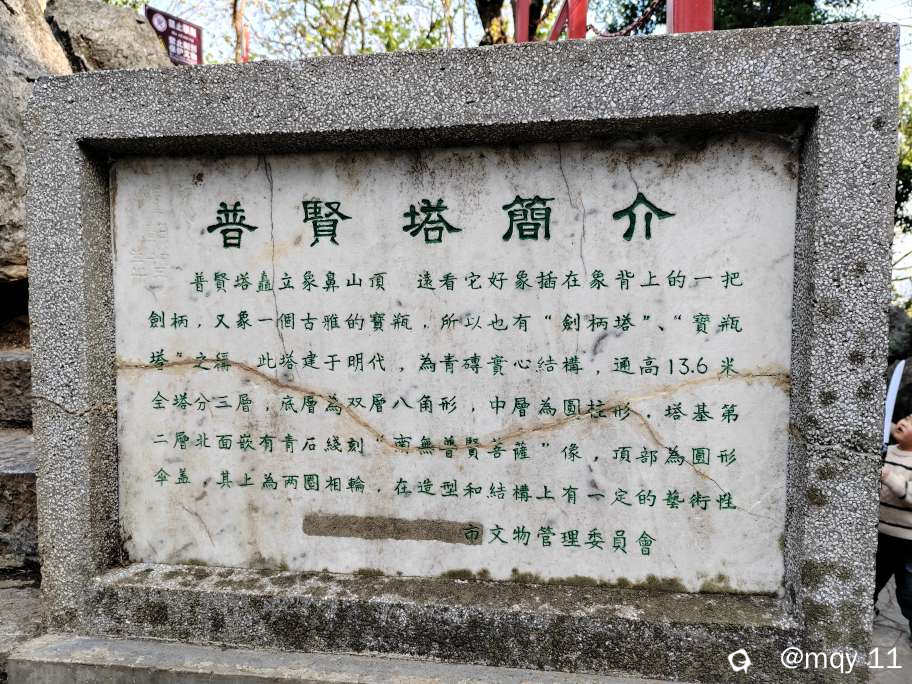 普賢塔簡介
普賢塔矗立象鼻山頂 遠看它好象插在象背上的一把
劍柄，又象一個古雅的寶瓶，所以也有“劍柄塔”、“寶瓶
塔”之稱 此塔建于明代，為青磚實心結構，通高13.6米
全塔分三層，底層為双層八角形，中層為圓柱形．塔基第
二層北面嵌有青石綫刻“南無普賢菩薩”像，頂部為圓形
伞盖，其上為两圓相輪，在造型和結構上有一定的藝術性
市文物管理委員會
@mqy 11